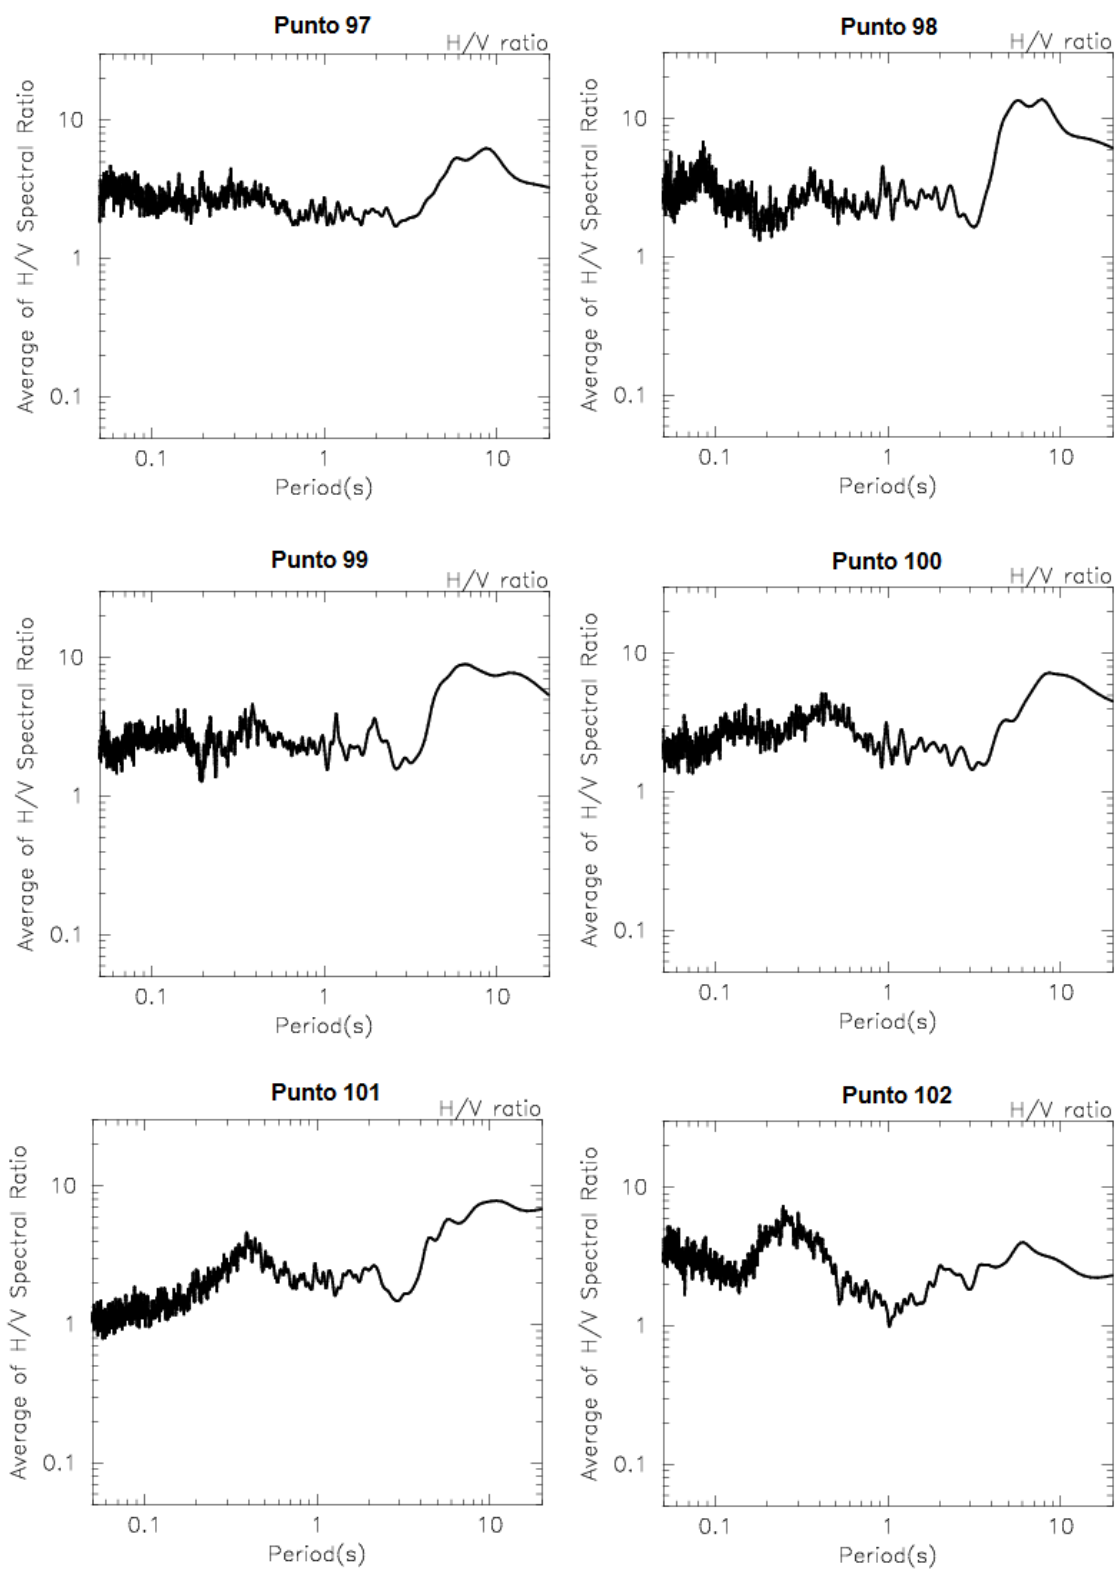 Punto 97
H/V ratio
Average of H/V Spectral Ratio
10
1
0.1
0.1 1 10
Period(s)
Punto 98
H/V ratio
Average of H/V Spectral Ratio
10
1
0.1
0.1 1 10
Period(s)
Punto 99
H/V ratio
Average of H/V Spectral Ratio
10
1
0.1
0.1 1 10
Period(s)
Punto 100
H/V ratio
Average of H/V Spectral Ratio
10
1
0.1
0.1 1 10
Period(s)
Punto 101
H/V ratio
Average of H/V Spectral Ratio
10
1
0.1
0.1 1 10
Period(s)
Punto 102
H/V ratio
Average of H/V Spectral Ratio
10
1
0.1
0.1 1 10
Period(s)